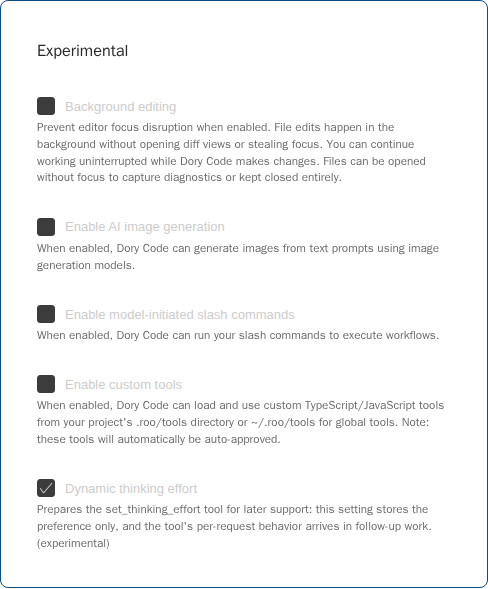 Experimental
Background editing
Prevent editor focus disruption when enabled. File edits happen in the
background without opening diff views or stealing focus. You can continue
working uninterrupted while Dory Code makes changes. Files can be opened
without focus to capture diagnostics or kept closed entirely.
Enable AI image generation
When enabled, Dory Code can generate images from text prompts using image
generation models.
Enable model-initiated slash commands
When enabled, Dory Code can run your slash commands to execute workflows.
Enable custom tools
When enabled, Dory Code can load and use custom TypeScript/JavaScript tools
from your project's .roo/tools directory or ~/.roo/tools for global tools. Note:
these tools will automatically be auto-approved.
Dynamic thinking effort
Prepares the set_thinking_effort tool for later support: this setting stores the
preference only, and the tool's per-request behavior arrives in follow-up work.
(experimental)